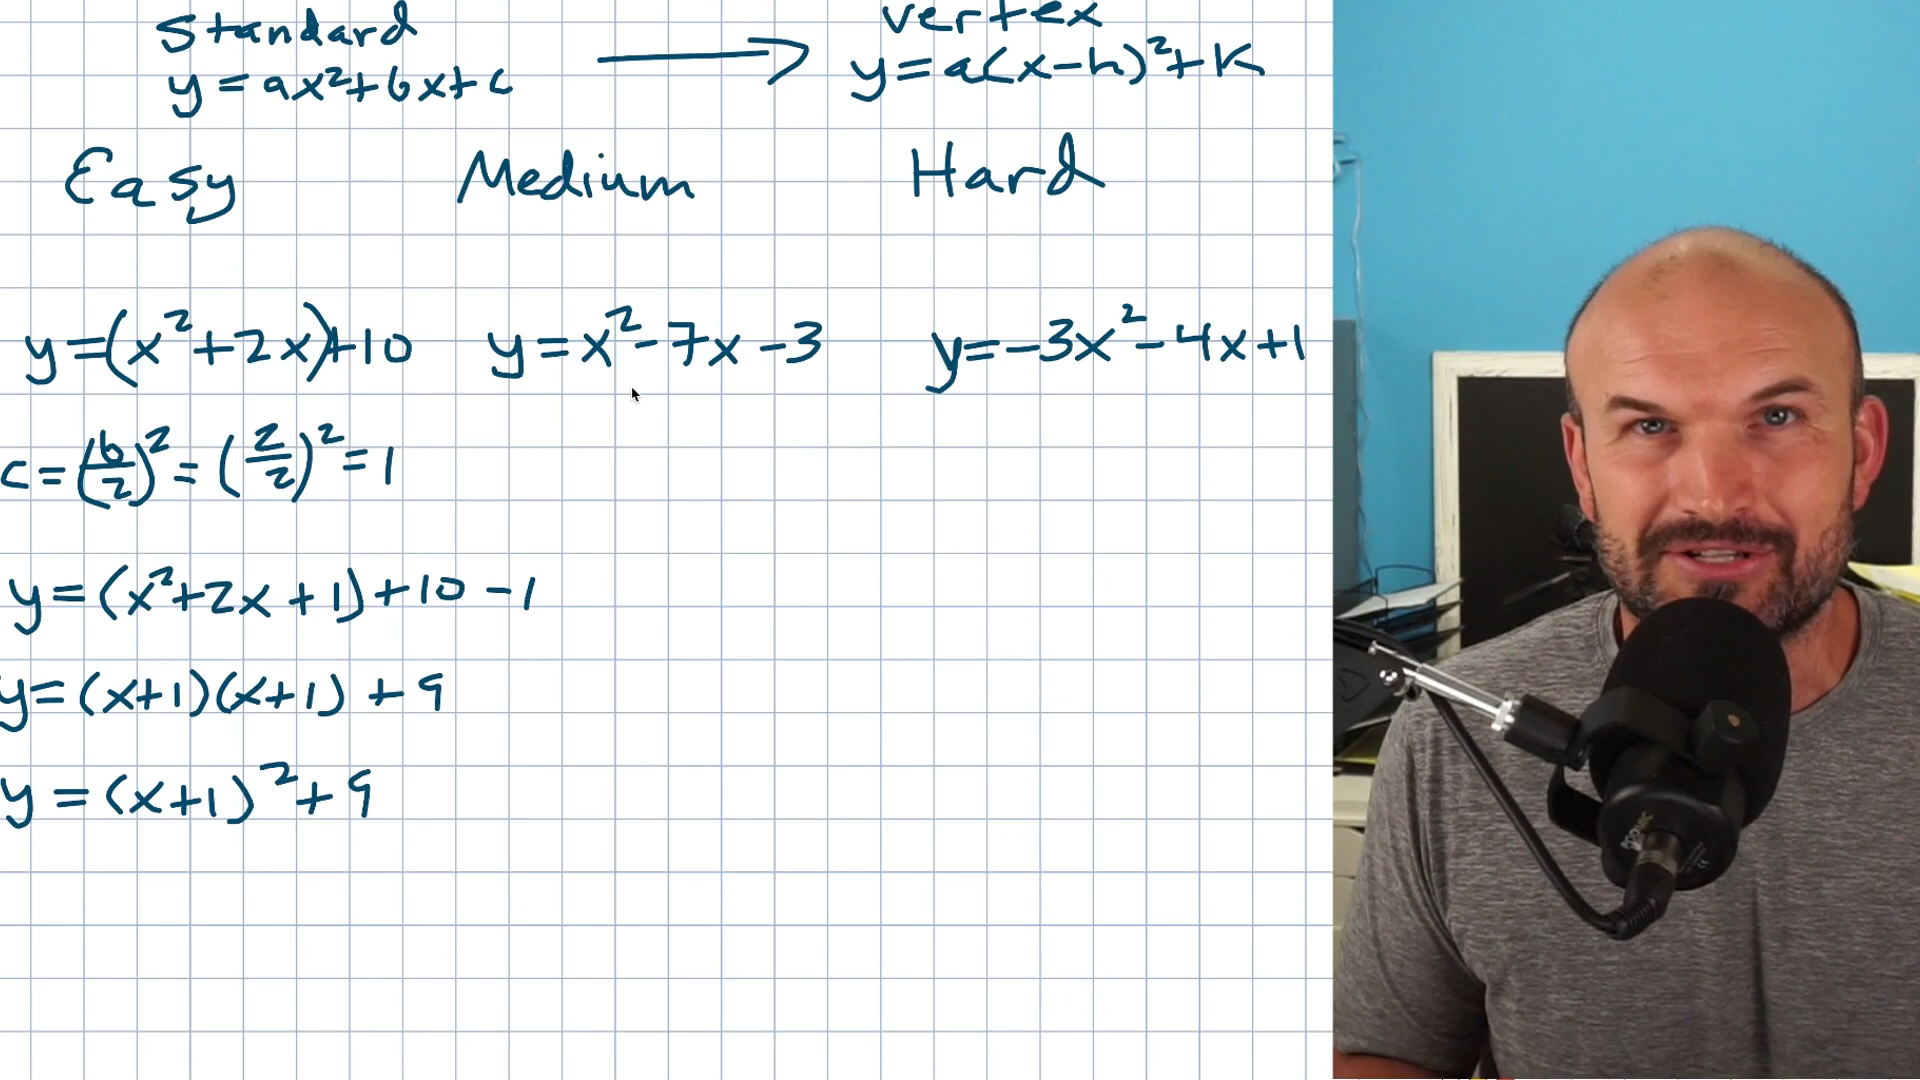 Standard
y = ax²+bx+c
vertex
y=a(x-h)²+k
Easy
Medium
Hard
y=(x²+2x)+10
c=(b/2)²=(2/2)²=1
y=(x²+2x+1)+10-1
y=(x+1)(x+1)+9
y=(x+1)²+9
y=x²-7x-3
y=-3x²-4x+1